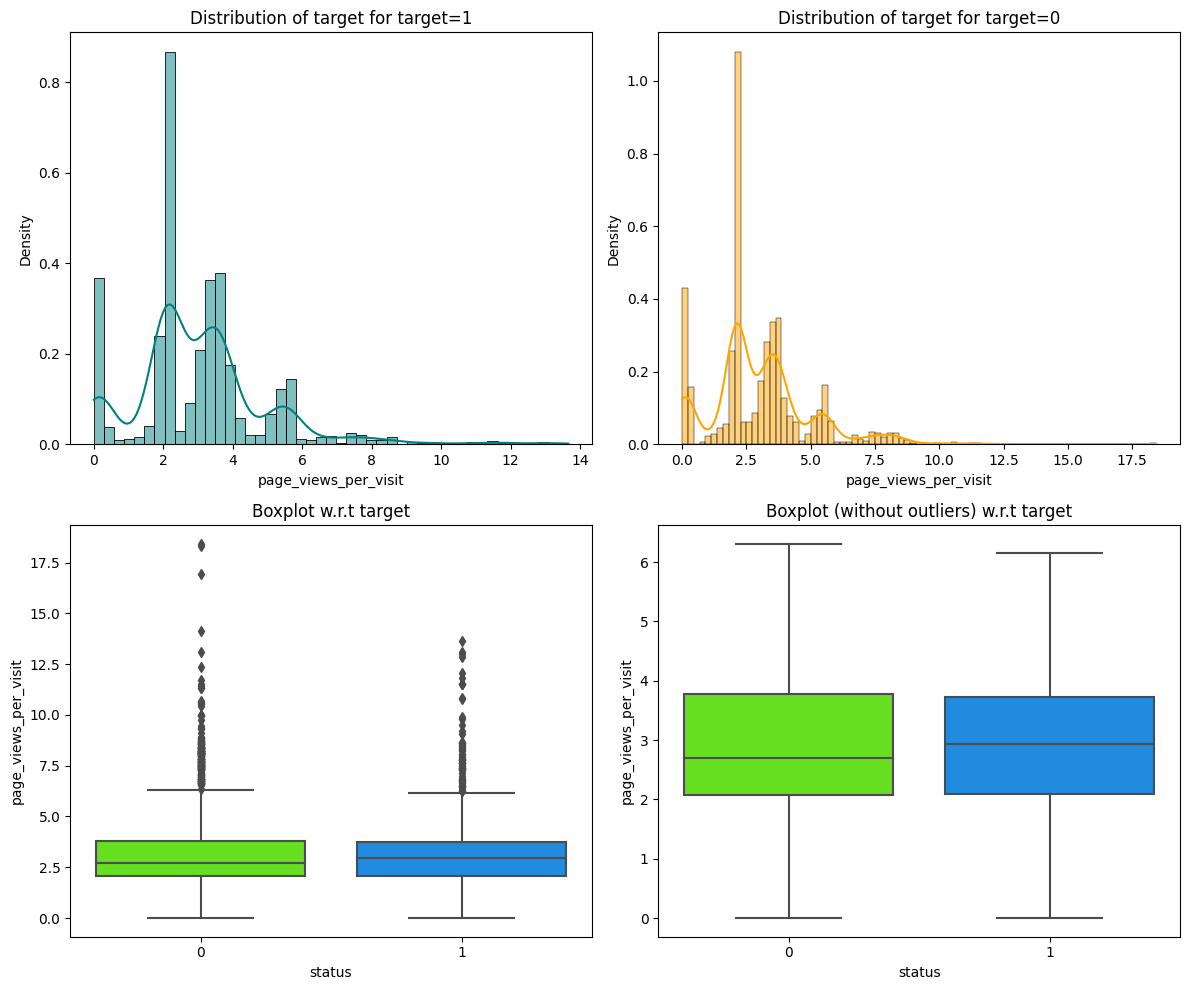 Distribution of target for target=1
Density
0.8
0.6
0.4
0.2
0.0
0 2 4 6 8 10 12 14
page_views_per_visit
Distribution of target for target=0
Density
1.0
0.8
0.6
0.4
0.2
0.0
0.0 2.5 5.0 7.5 10.0 12.5 15.0 17.5
page_views_per_visit
Boxplot w.r.t target
page_views_per_visit
17.5
15.0
12.5
10.0
7.5
5.0
2.5
0.0
0 1
status
Boxplot (without outliers) w.r.t target
page_views_per_visit
6
5
4
3
2
1
0
0 1
status